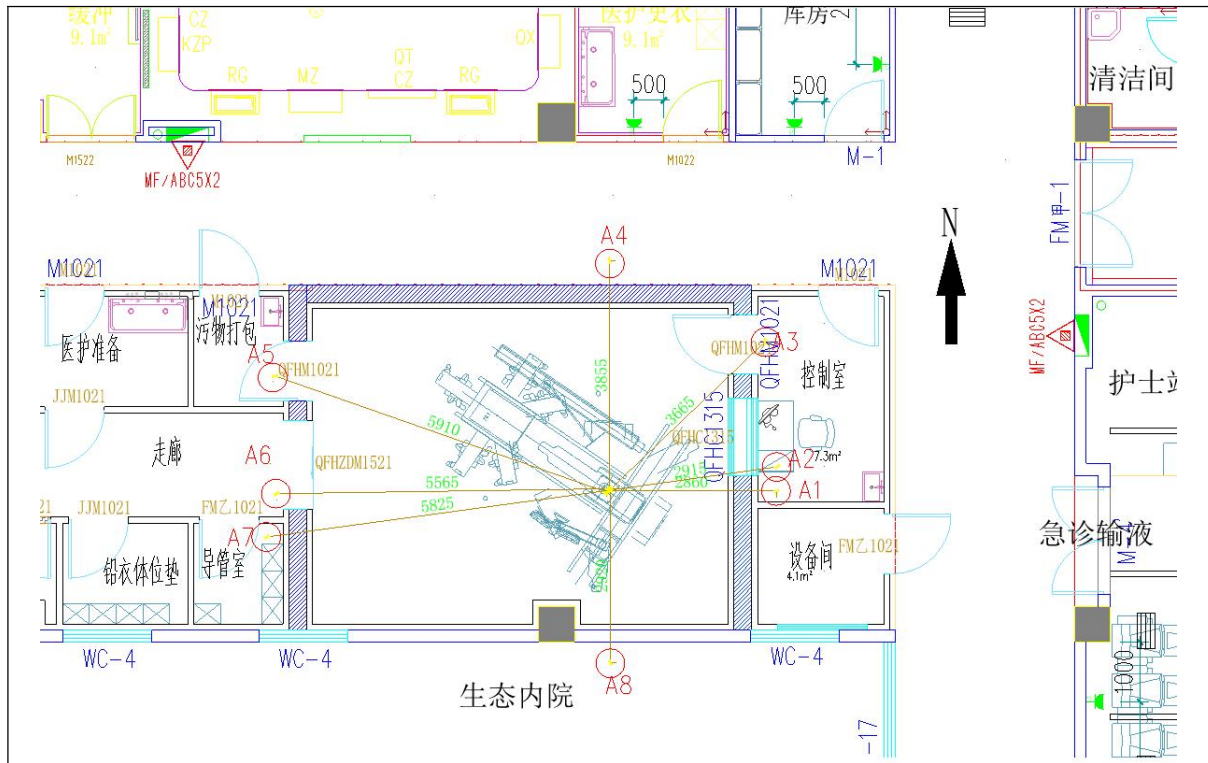 缓冲
9.1m²
CZ
KZP
RG
MZ
QT
CZ
RG
QX
医护更衣
9.1m²
500
库房2
500
清洁间
M1522
MF/ABC5X2
M1022
M-1
FM甲-1
N
A4
M1021
M1021
M1021
M1021
M1021
M1021
医护准备
污物打包
A5
QFHM1021
3855
QFHM1021
QFHM1021
A3
控制室
MF/ABC5X2
护士站
JJM1021
5910
3665
QFHC1315
QFHC1315
7.3m²
走廊
A6
QFHZDM1521
5565
2915
2860
A2
A1
JJM1021
FM乙1021
5825
A7
急诊输液
M-4
铅衣体位垫
导管室
设备间
4.1m²
FM乙1021
2920
WC-4
WC-4
WC-4
A8
生态内院
1000
-17